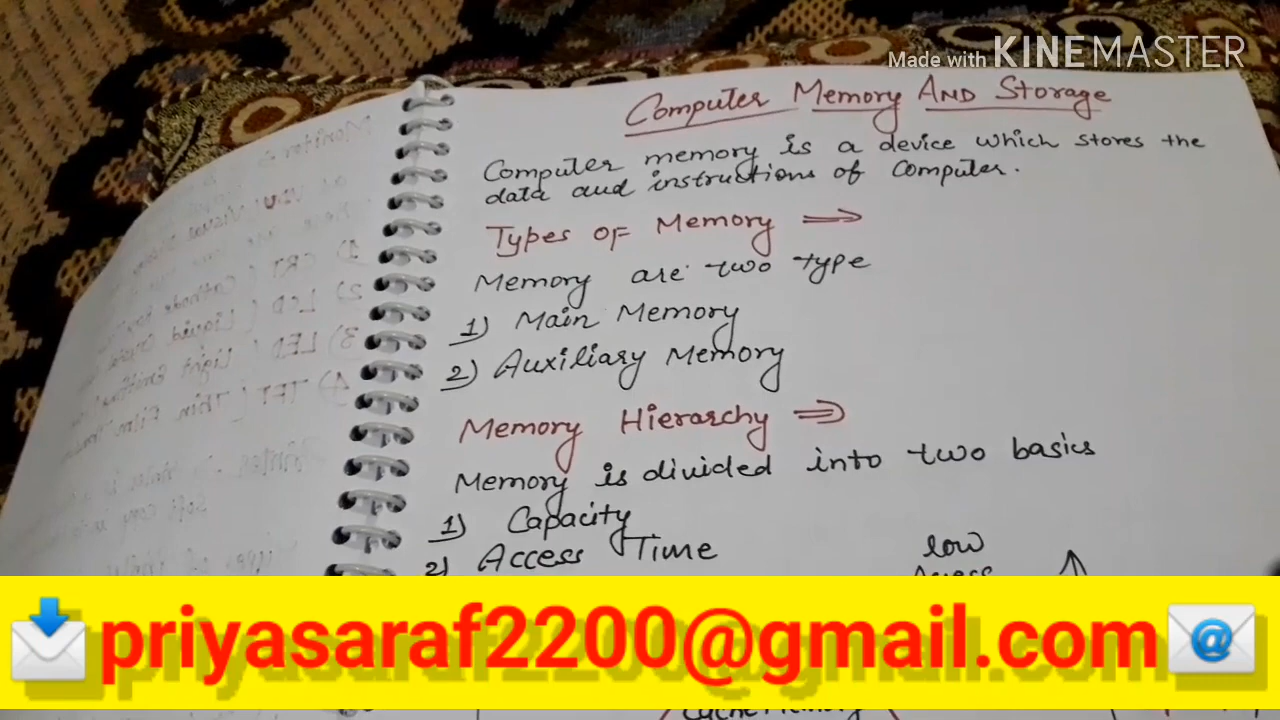 Made with KINEMASTER
Computer Memory AND Storage
Computer memory is a device which stores the
data and instructions of Computer.
Types of Memory ⇒
Memory are two type
1) Main Memory
2) Auxiliary Memory
Memory Hierarchy ⇒
Memory is divided into two basics
1) Capacity
2) Access Time
low
priyasaraf2200@gmail.com
Cache Memory